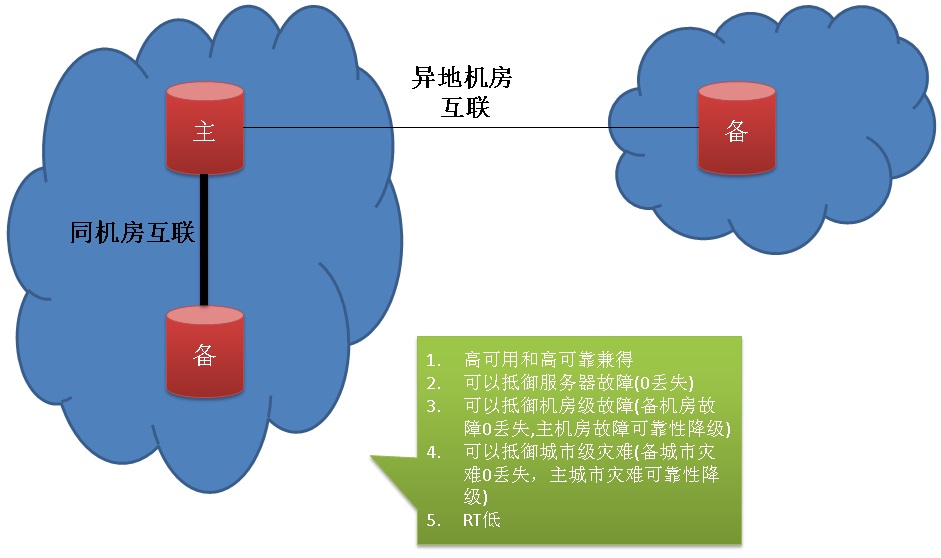 异地机房
互联
主
备
同机房互联
备
1. 高可用和高可靠兼得
2. 可以抵御服务器故障(0丢失)
3. 可以抵御机房级故障(备机房故
障0丢失,主机房故障可靠性降级)
4. 可以抵御城市级灾难(备城市灾
难0丢失，主城市灾难可靠性降
级)
5. RT低